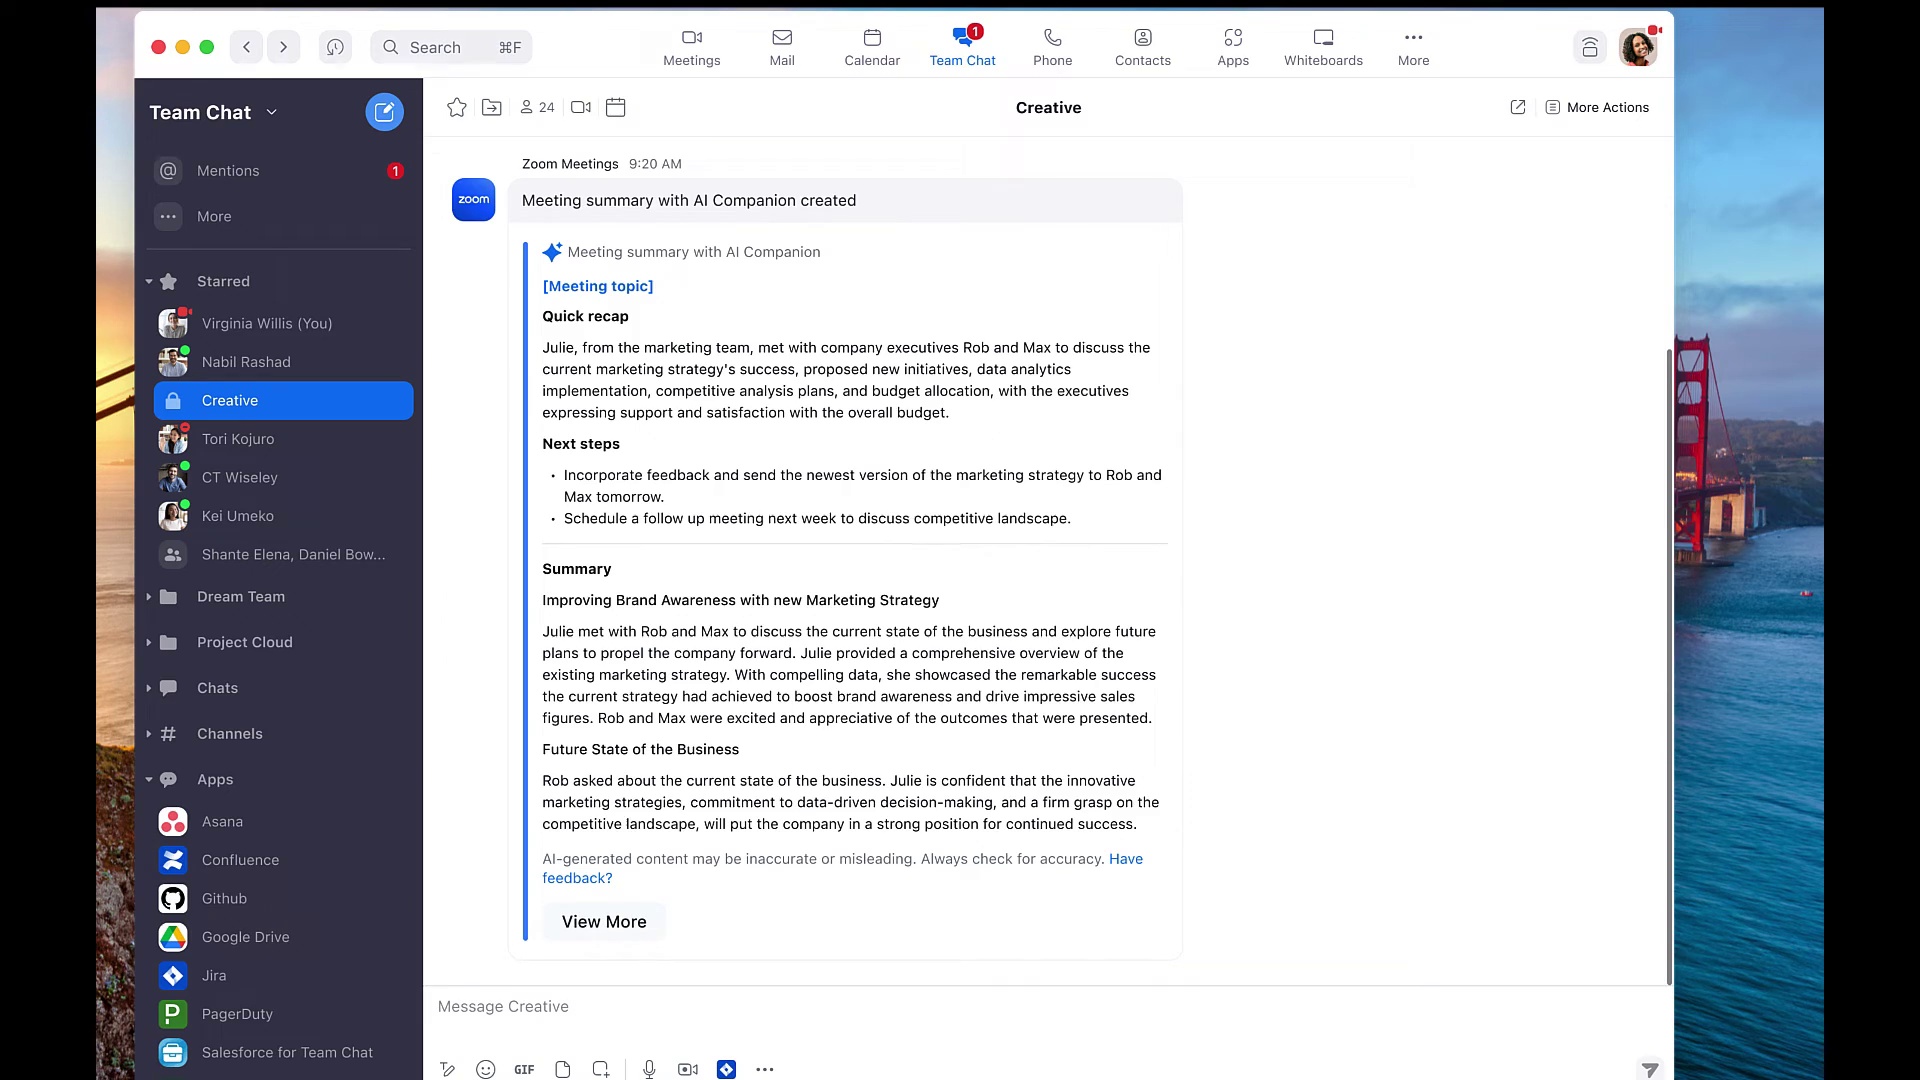 Search ⌘F
Meetings
Mail
Calendar
1
Team Chat
Phone
Contacts
Apps
Whiteboards
More
Team Chat
@ Mentions 1
More
Starred
Virginia Willis (You)
Nabil Rashad
Creative
Tori Kojuro
CT Wiseley
Kei Umeko
Shante Elena, Daniel Bow...
Dream Team
Project Cloud
Chats
# Channels
Apps
Asana
Confluence
Github
Google Drive
Jira
P PagerDuty
Salesforce for Team Chat
24
Creative
More Actions
Zoom Meetings 9:20 AM
zoom
Meeting summary with AI Companion created
Meeting summary with AI Companion
[Meeting topic]
Quick recap
Julie, from the marketing team, met with company executives Rob and Max to discuss the
current marketing strategy's success, proposed new initiatives, data analytics
implementation, competitive analysis plans, and budget allocation, with the executives
expressing support and satisfaction with the overall budget.
Next steps
• Incorporate feedback and send the newest version of the marketing strategy to Rob and
Max tomorrow.
• Schedule a follow up meeting next week to discuss competitive landscape.
Summary
Improving Brand Awareness with new Marketing Strategy
Julie met with Rob and Max to discuss the current state of the business and explore future
plans to propel the company forward. Julie provided a comprehensive overview of the
existing marketing strategy. With compelling data, she showcased the remarkable success
the current strategy had achieved to boost brand awareness and drive impressive sales
figures. Rob and Max were excited and appreciative of the outcomes that were presented.
Future State of the Business
Rob asked about the current state of the business. Julie is confident that the innovative
marketing strategies, commitment to data-driven decision-making, and a firm grasp on the
competitive landscape, will put the company in a strong position for continued success.
AI-generated content may be inaccurate or misleading. Always check for accuracy. Have
feedback?
View More
Message Creative
GIF